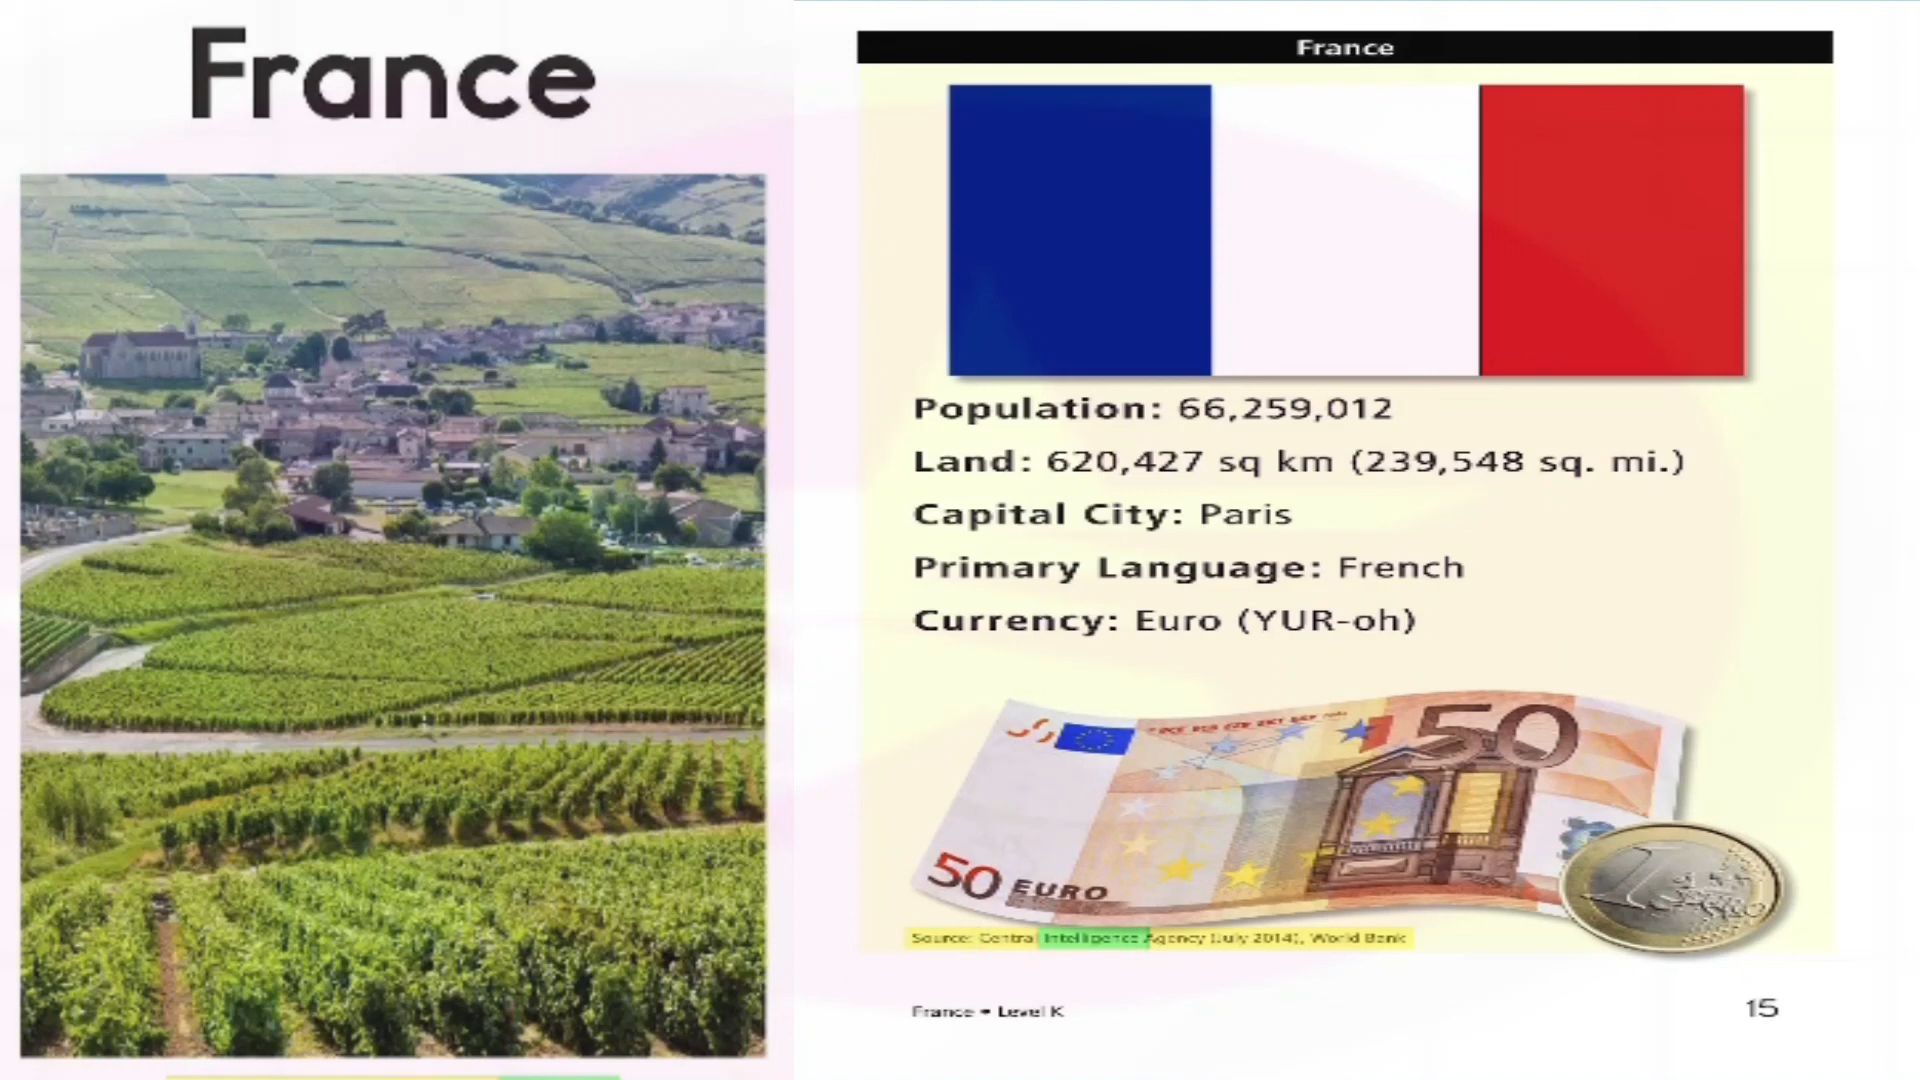 France
France
Population: 66,259,012
Land: 620,427 sq km (239,548 sq. mi.)
Capital City: Paris
Primary Language: French
Currency: Euro (YUR-oh)
50
50 EURO
1
Source: Central Intelligence Agency (July 2014), World Bank
France • Level K
15